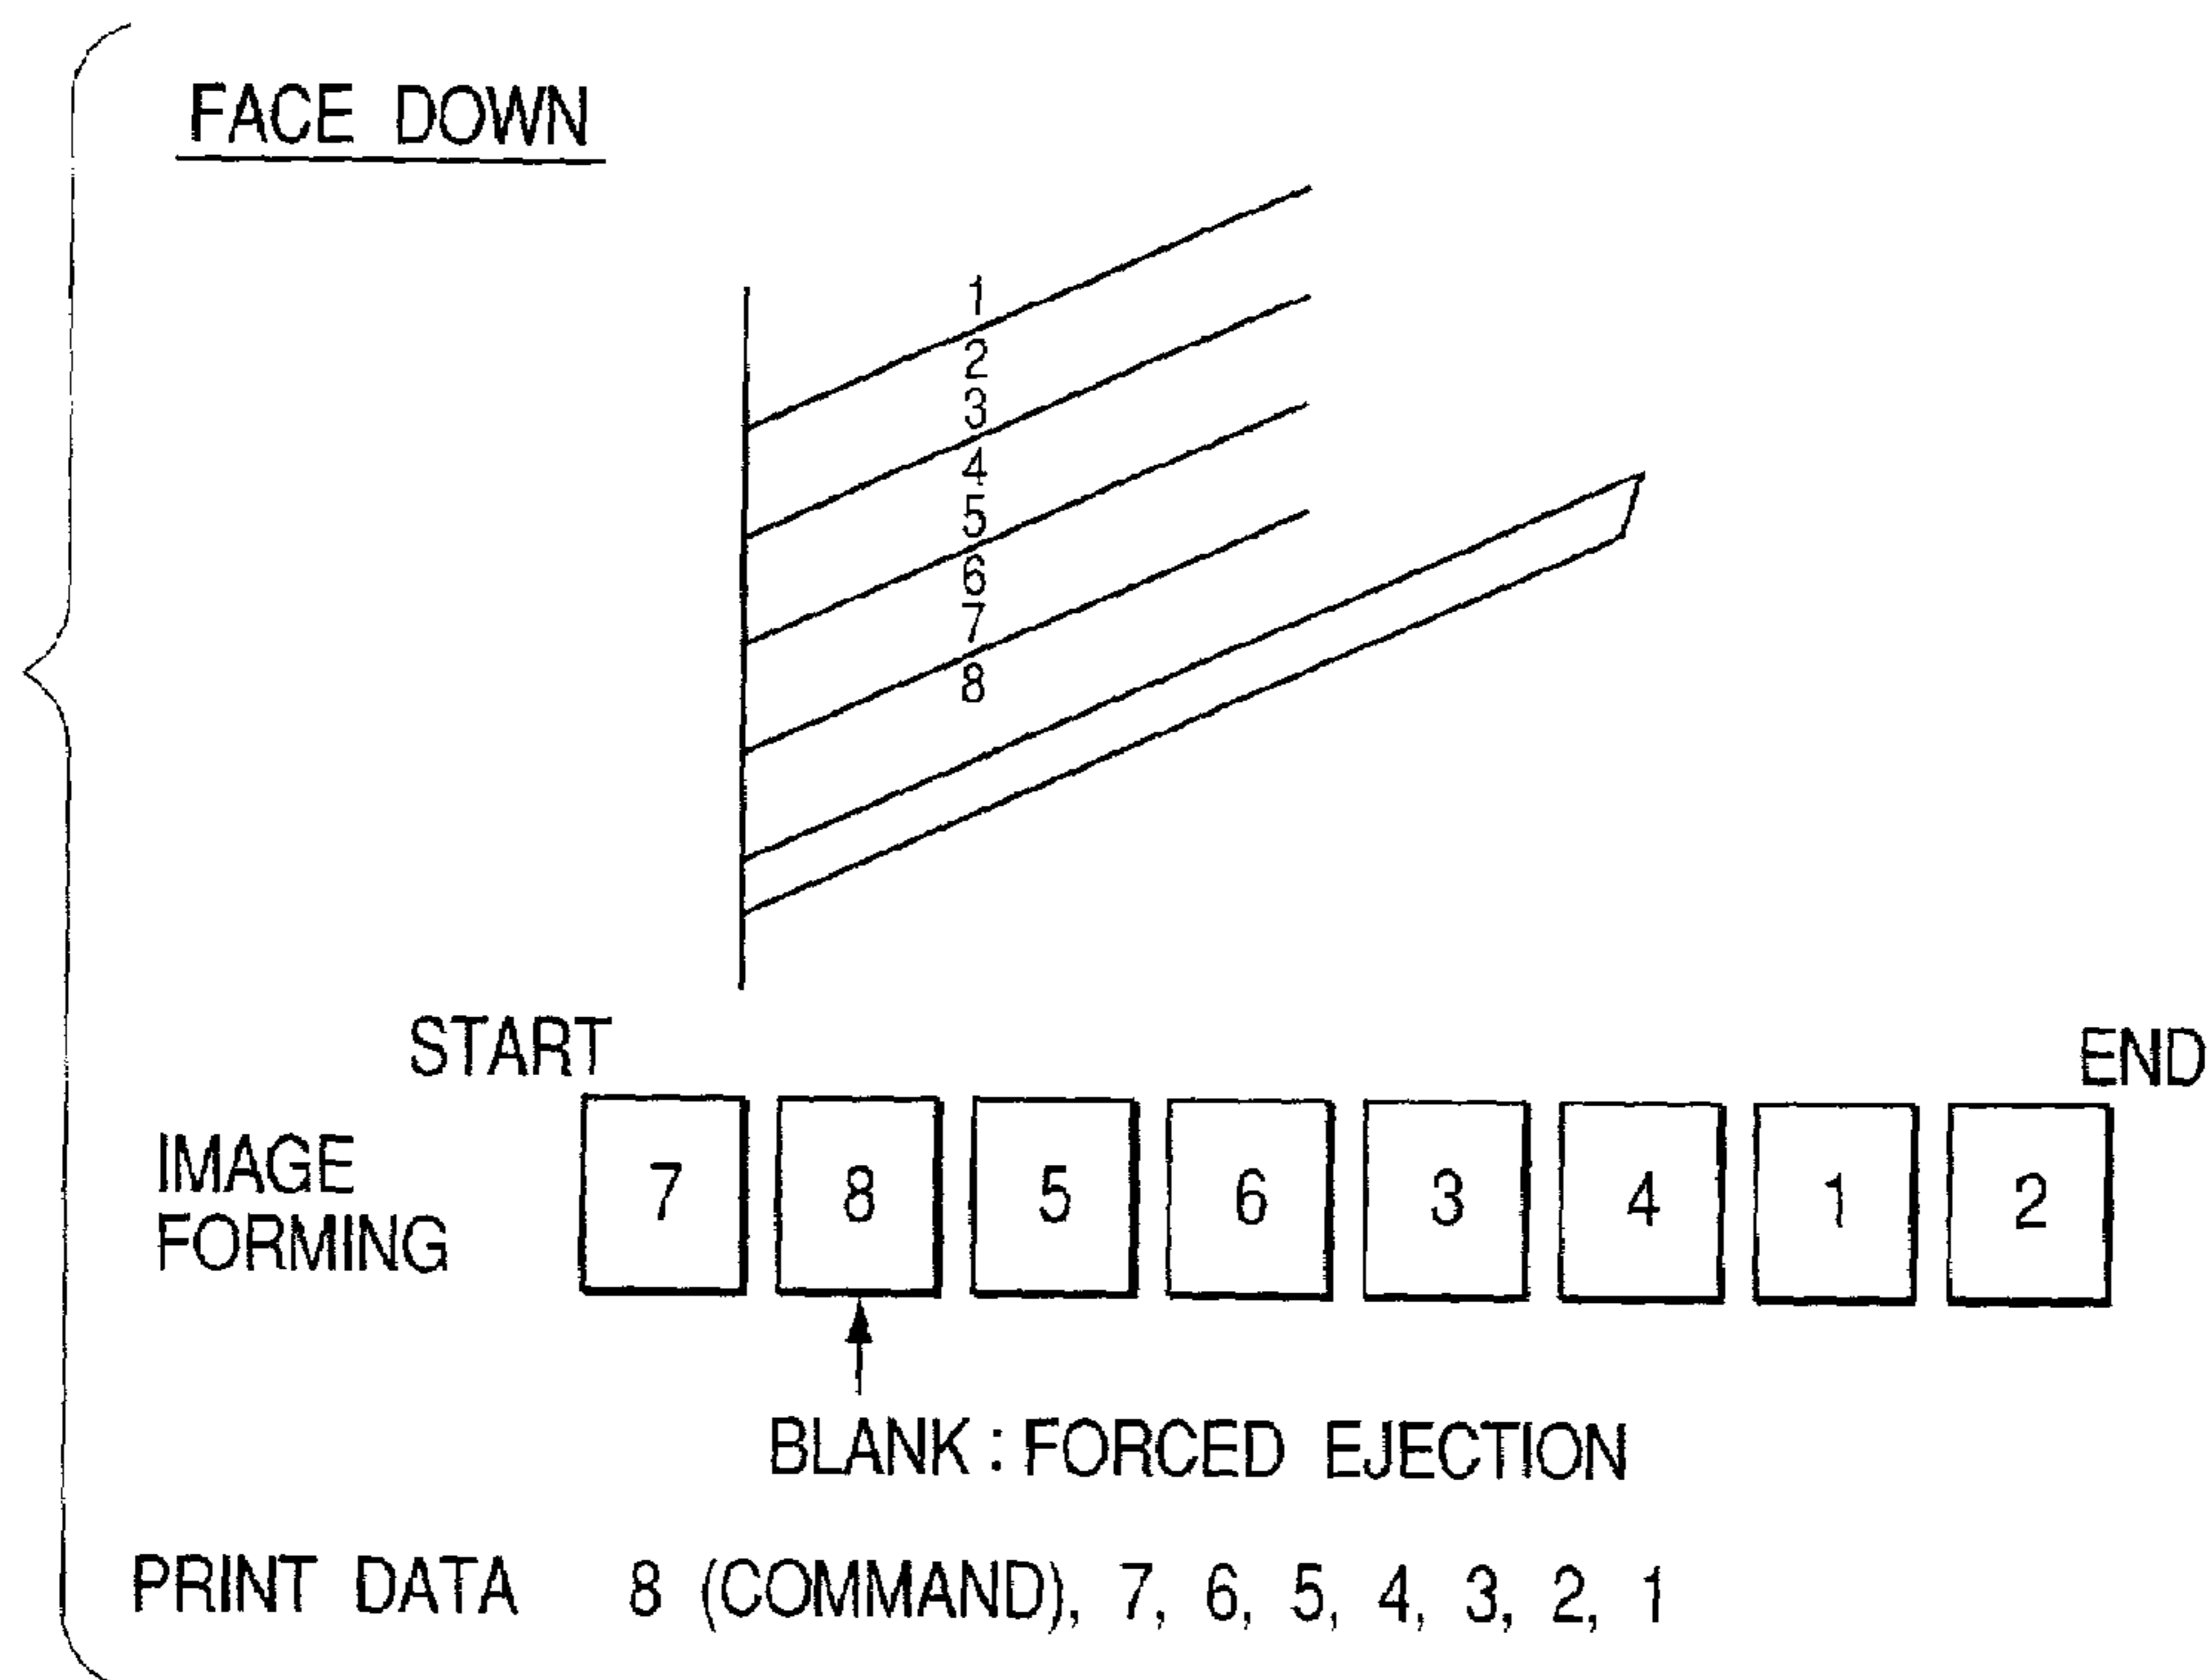 FACE DOWN
1
2
3
4
5
6
7
8
START
END
IMAGE
FORMING
7 8 5 6 3 4 1 2
BLANK : FORCED EJECTION
PRINT DATA 8 (COMMAND), 7, 6, 5, 4, 3, 2, 1